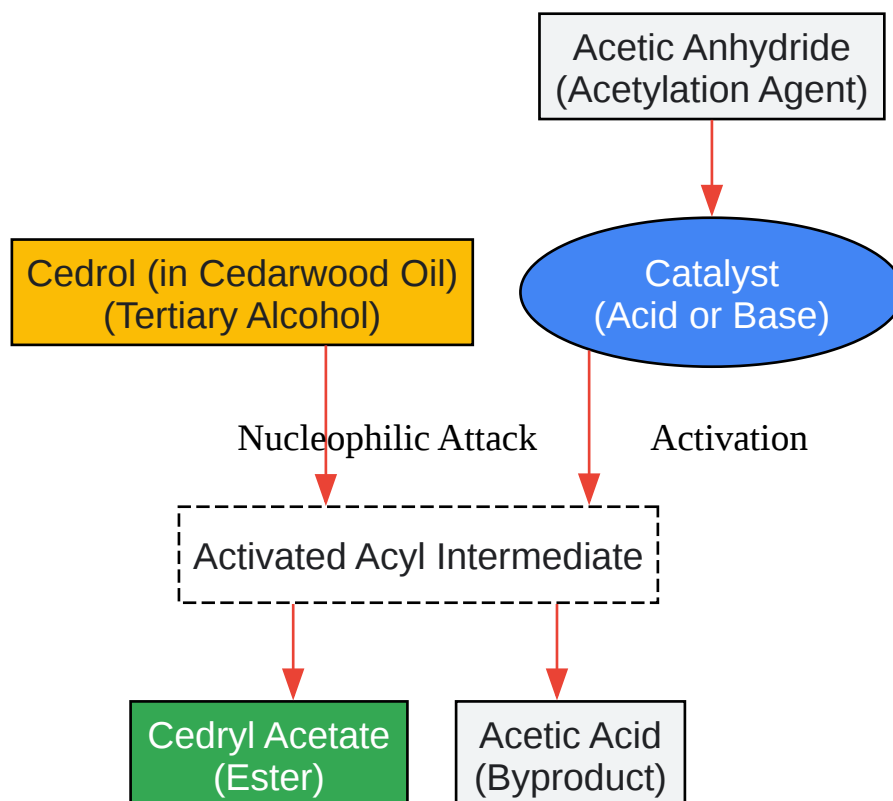 Acetic Anhydride
(Acetylation Agent)
Cedrol (in Cedarwood Oil)
(Tertiary Alcohol)
Catalyst
(Acid or Base)
Nucleophilic Attack
Activation
Activated Acyl Intermediate
Cedryl Acetate
(Ester)
Acetic Acid
(Byproduct)